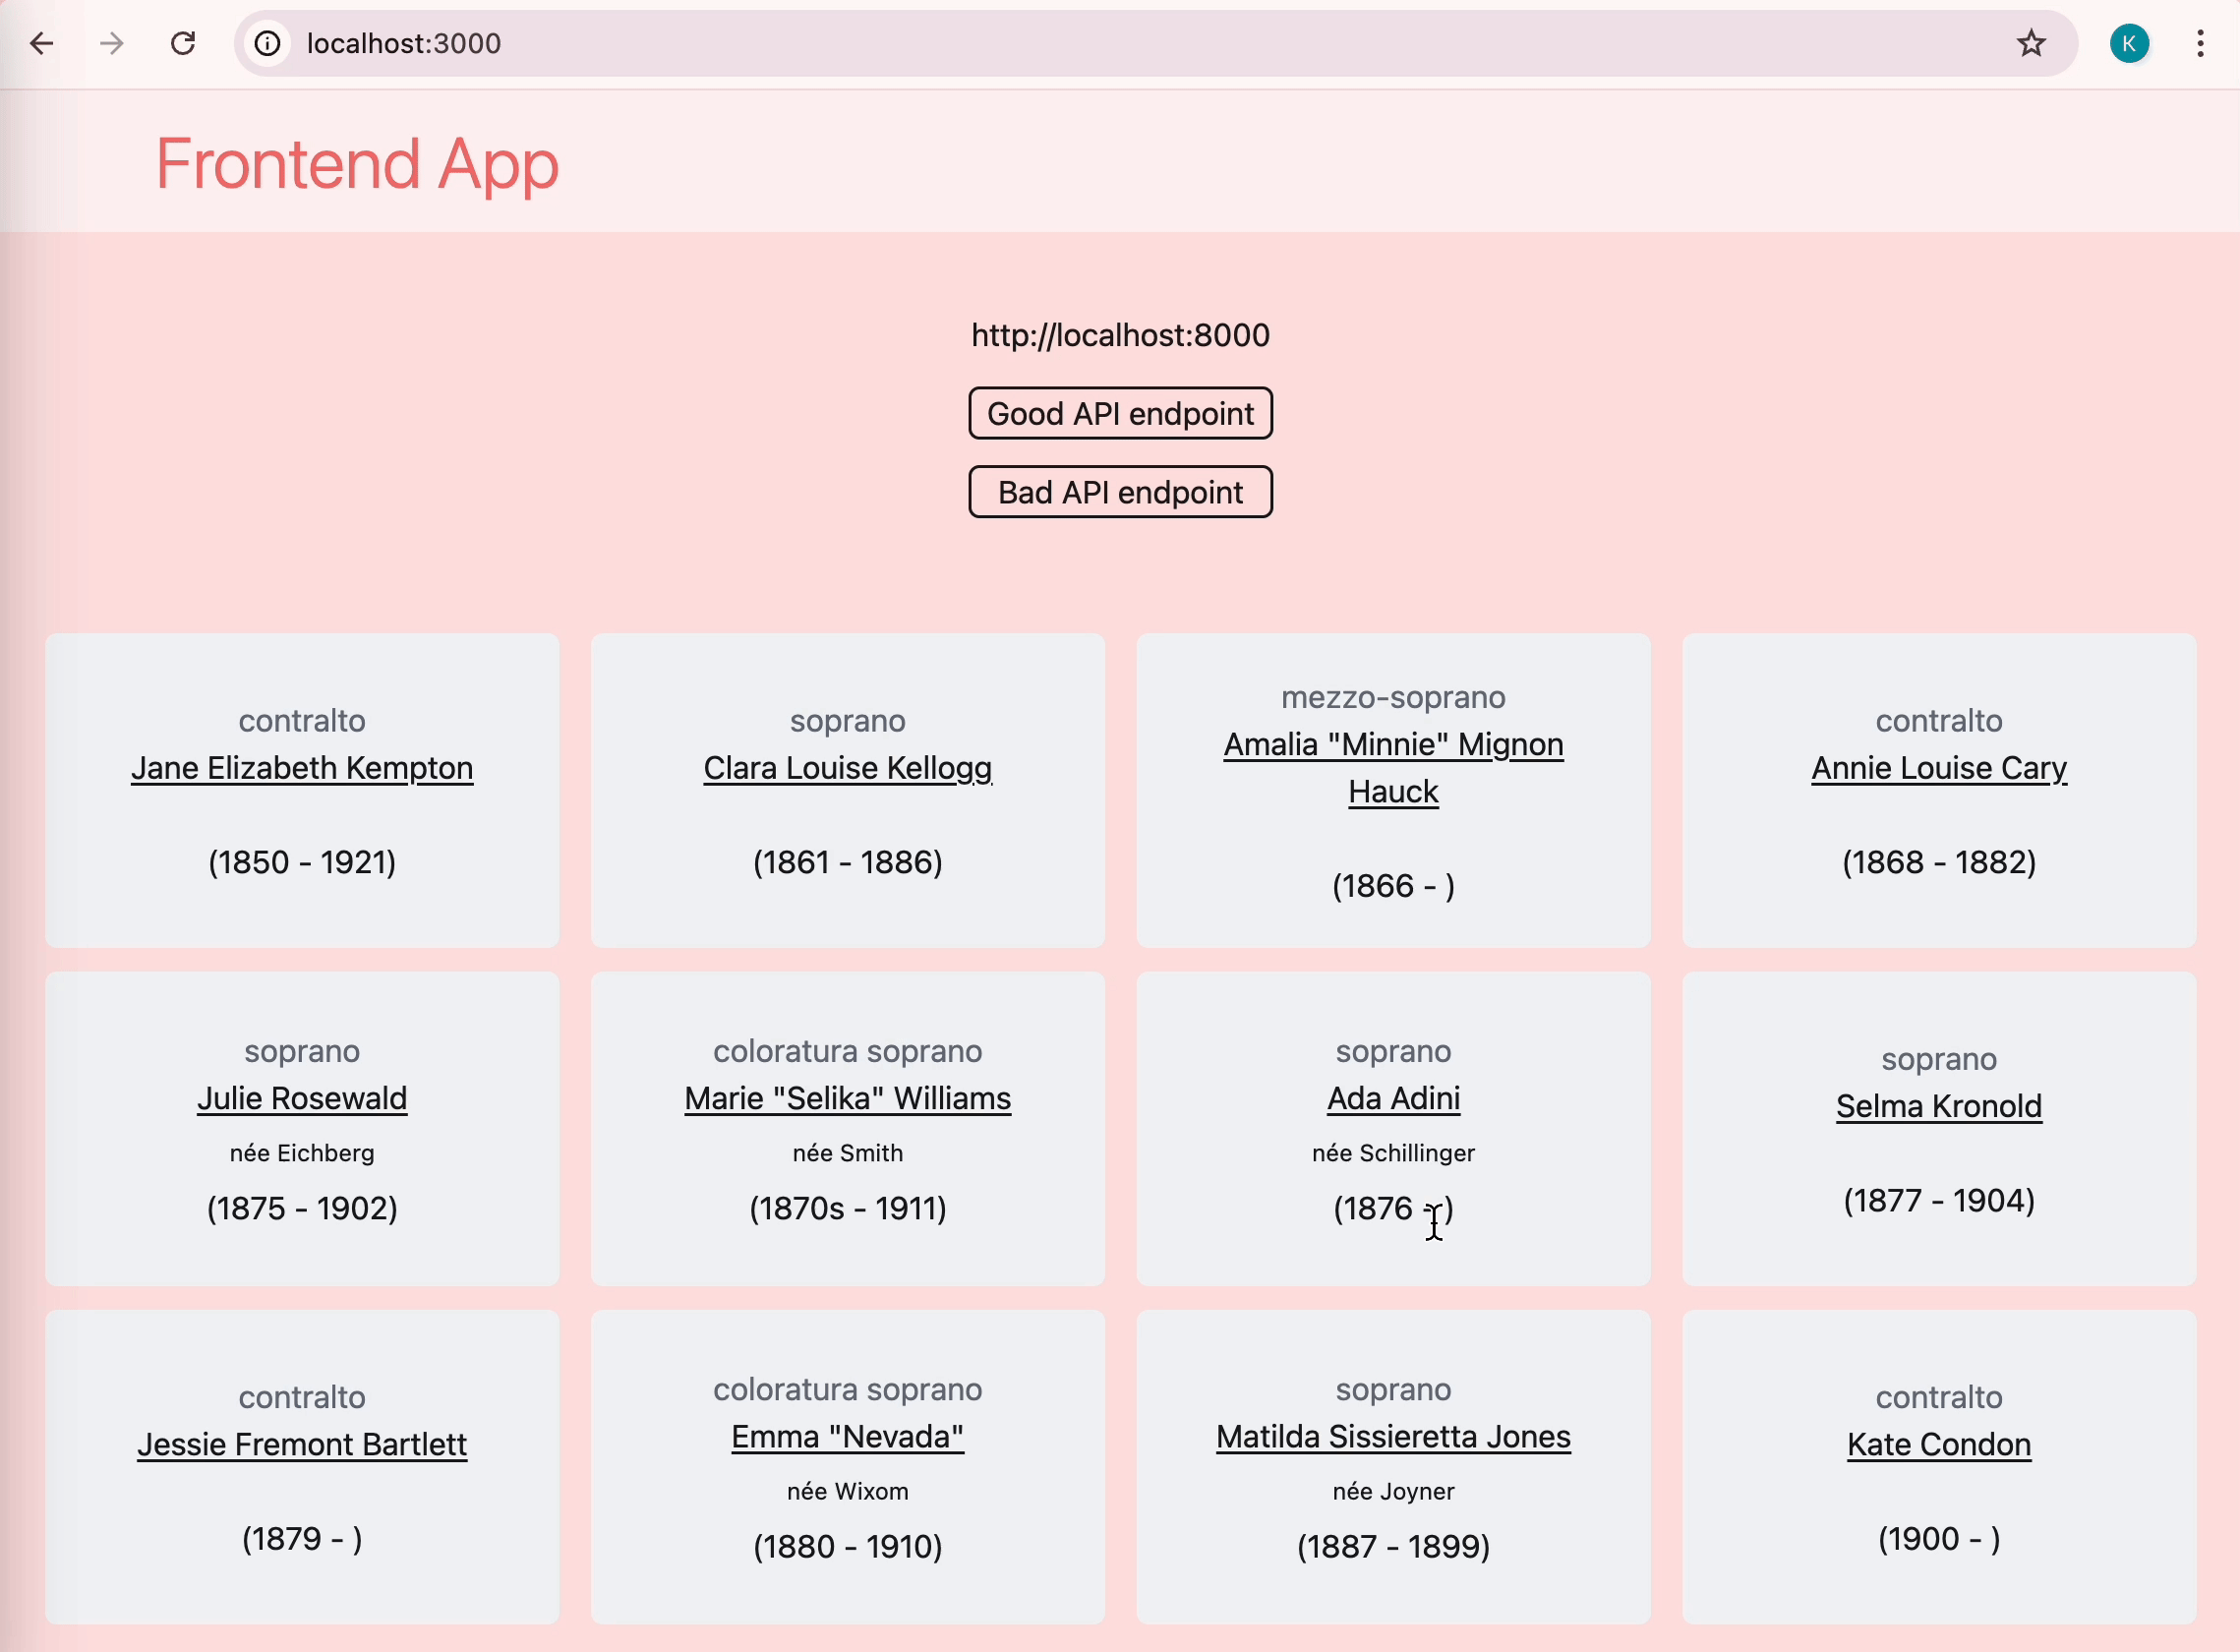 localhost:3000
K
Frontend App
http://localhost:8000
Good API endpoint
Bad API endpoint
contralto
Jane Elizabeth Kempton
(1850 - 1921)
soprano
Clara Louise Kellogg
(1861 - 1886)
mezzo-soprano
Amalia "Minnie" Mignon
Hauck
(1866 - )
contralto
Annie Louise Cary
(1868 - 1882)
soprano
Julie Rosewald
née Eichberg
(1875 - 1902)
coloratura soprano
Marie "Selika" Williams
née Smith
(1870s - 1911)
soprano
Ada Adini
née Schillinger
(1876 - )
soprano
Selma Kronold
(1877 - 1904)
contralto
Jessie Fremont Bartlett
(1879 - )
coloratura soprano
Emma "Nevada"
née Wixom
(1880 - 1910)
soprano
Matilda Sissieretta Jones
née Joyner
(1887 - 1899)
contralto
Kate Condon
(1900 - )